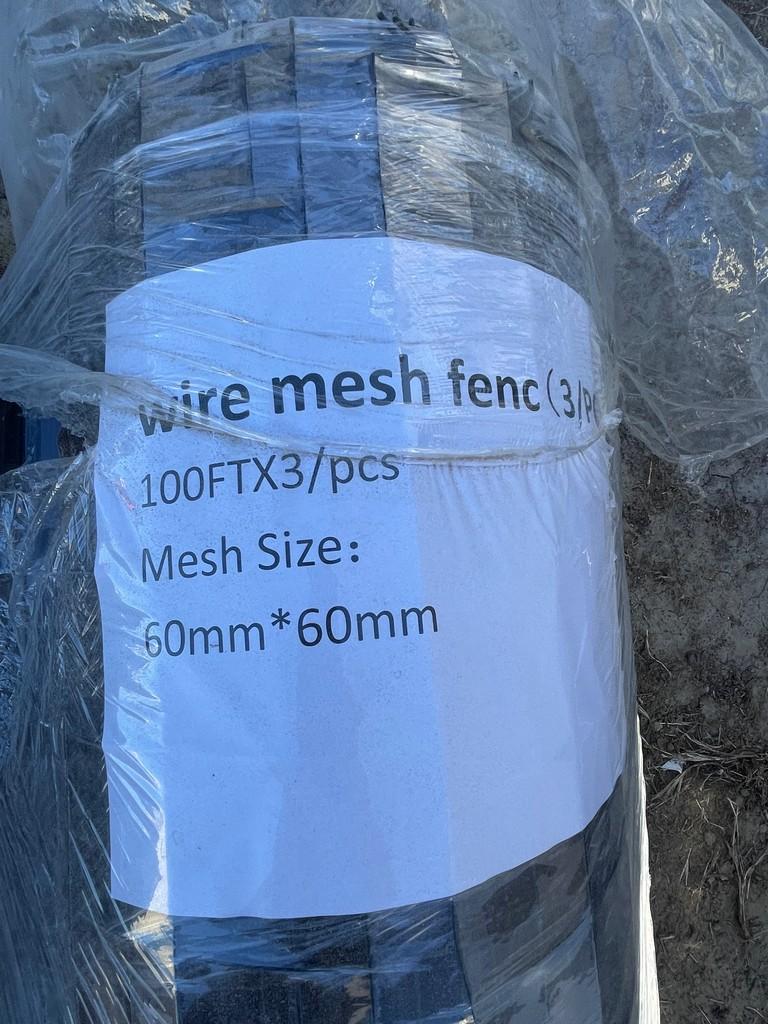 wire mesh fenc(3/P
100FTX3/pcs
Mesh Size:
60mm*60mm